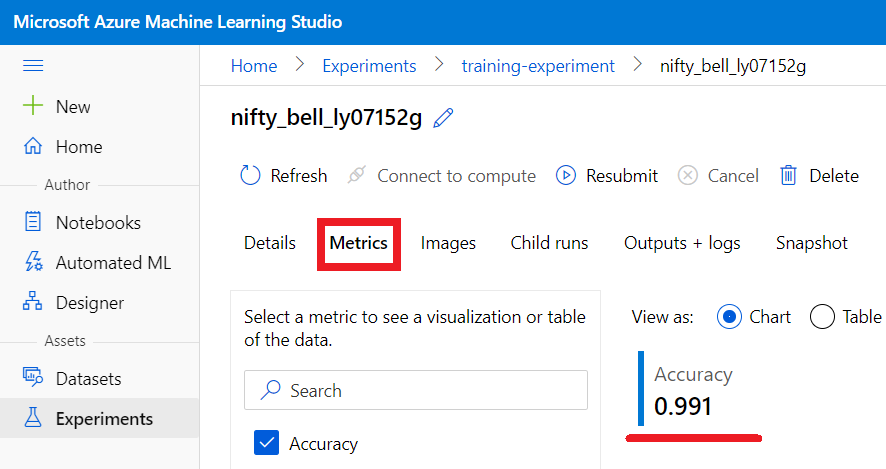 Microsoft Azure Machine Learning Studio
New
Home
Author
Notebooks
Automated ML
Designer
Assets
Datasets
Experiments
Home > Experiments > training-experiment > nifty_bell_ly07152g
nifty_bell_ly07152g
Refresh Connect to compute Resubmit Cancel Delete
Details Metrics Images Child runs Outputs + logs Snapshot
Select a metric to see a visualization or table
of the data.
Search
Accuracy
View as: Chart Table
Accuracy
0.991